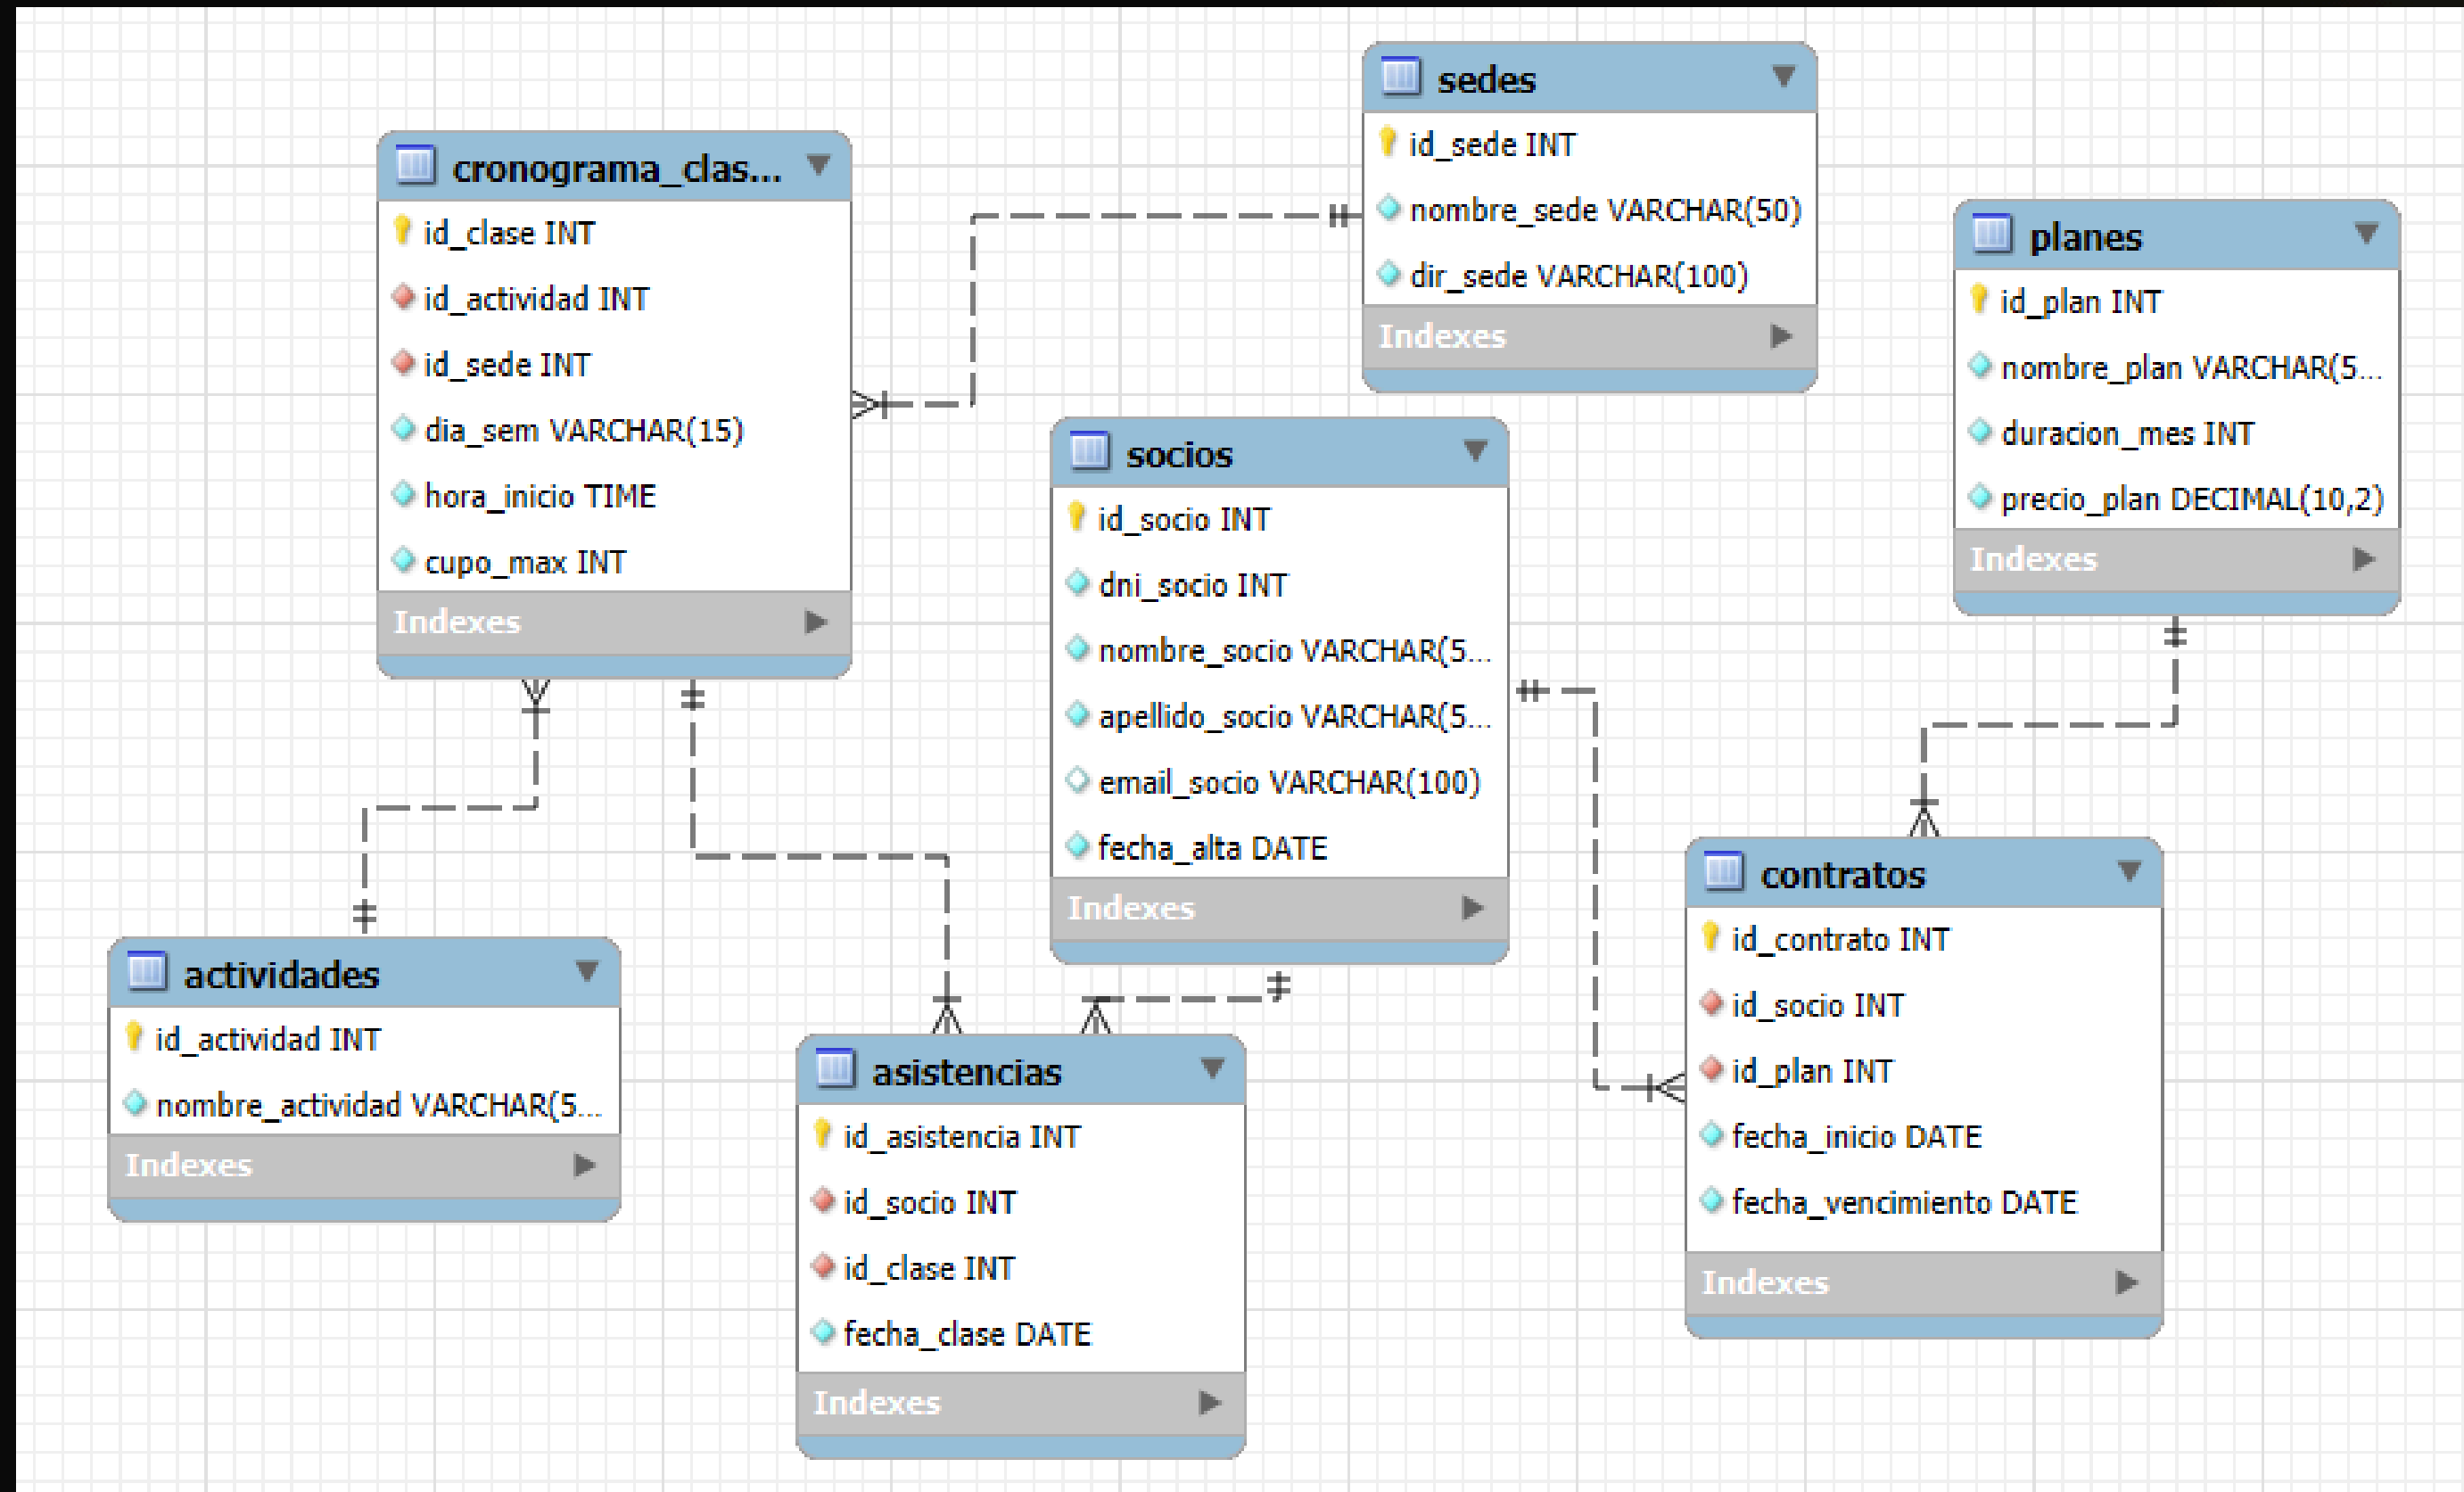 cronograma_clas...
id_clase INT
id_actividad INT
id_sede INT
dia_sem VARCHAR(15)
hora_inicio TIME
cupo_max INT
Indexes
sedes
id_sede INT
nombre_sede VARCHAR(50)
dir_sede VARCHAR(100)
Indexes
planes
id_plan INT
nombre_plan VARCHAR(5...
duracion_mes INT
precio_plan DECIMAL(10,2)
Indexes
socios
id_socio INT
dni_socio INT
nombre_socio VARCHAR(5...
apellido_socio VARCHAR(5...
email_socio VARCHAR(100)
fecha_alta DATE
Indexes
actividades
id_actividad INT
nombre_actividad VARCHAR(5...
Indexes
asistencias
id_asistencia INT
id_socio INT
id_clase INT
fecha_clase DATE
Indexes
contratos
id_contrato INT
id_socio INT
id_plan INT
fecha_inicio DATE
fecha_vencimiento DATE
Indexes